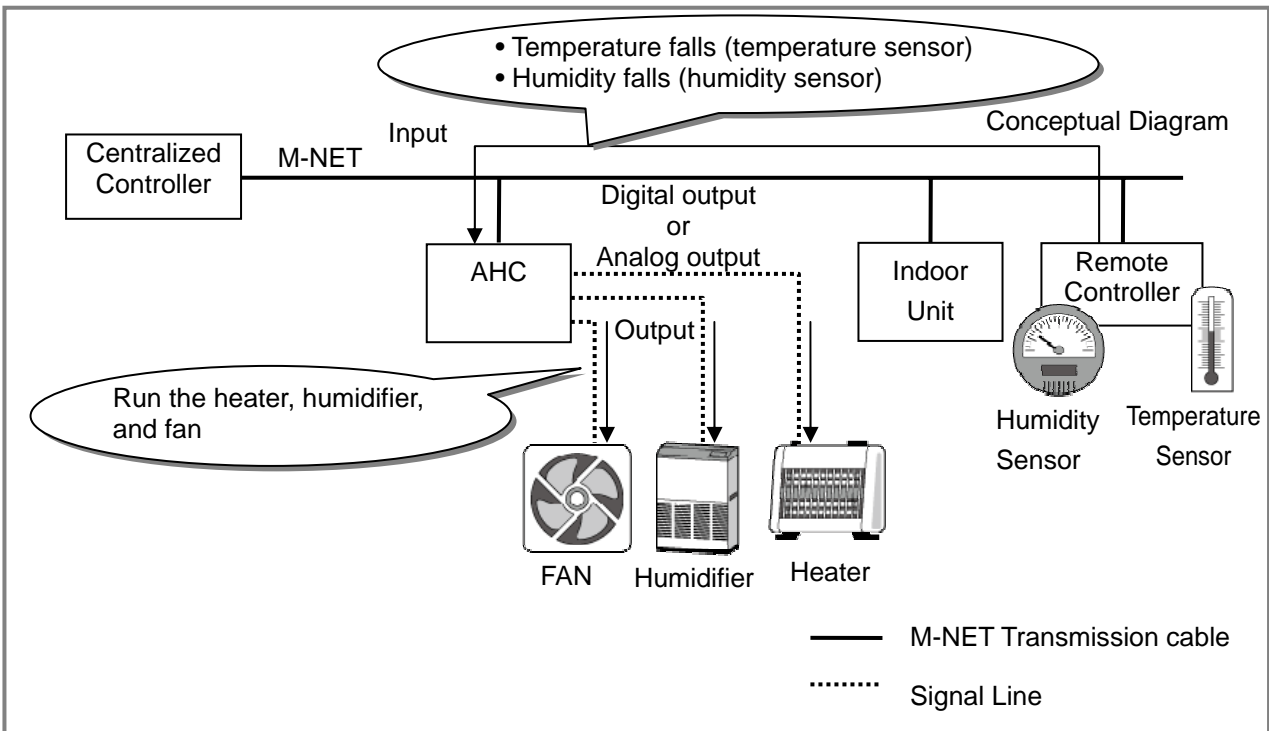 • Temperature falls (temperature sensor)
• Humidity falls (humidity sensor)
Conceptual Diagram
Input
Centralized
Controller
M-NET
Digital output
or
Analog output
AHC
Indoor
Unit
Remote
Controller
Output
Run the heater, humidifier,
and fan
Humidity
Sensor
Temperature
Sensor
FAN
Humidifier
Heater
M-NET Transmission cable
Signal Line